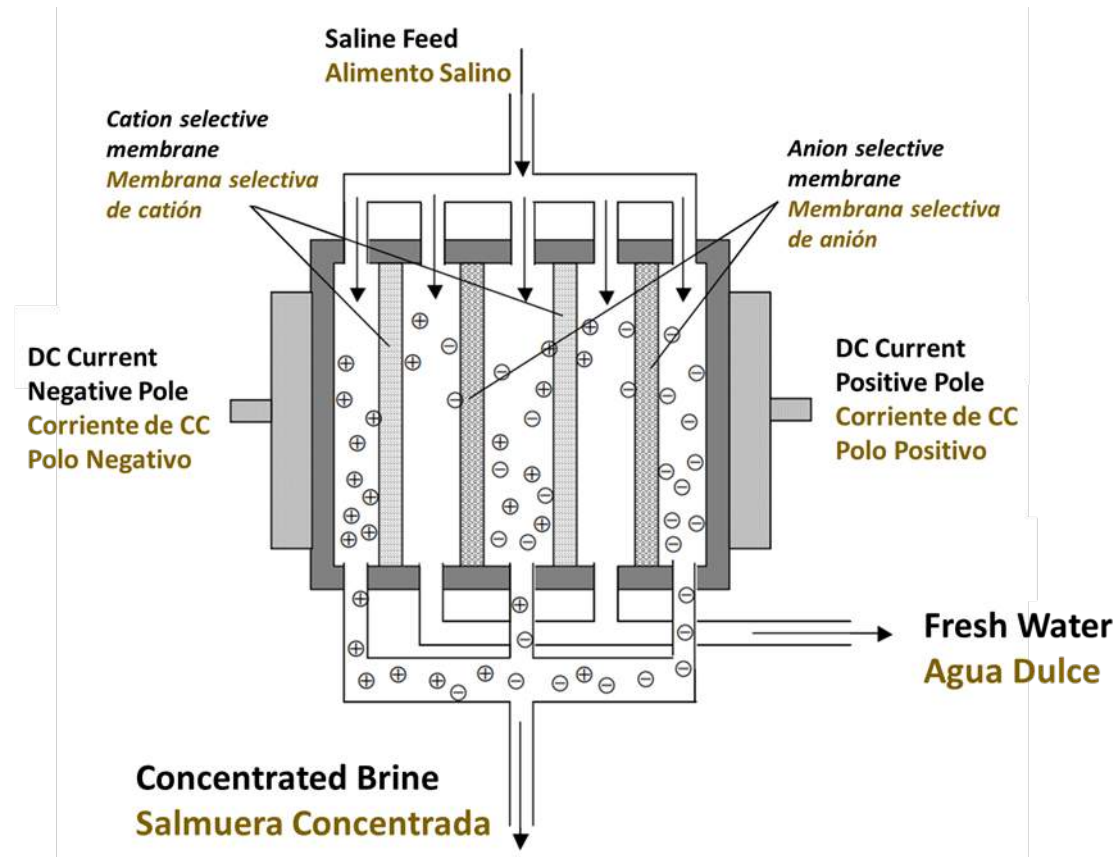 Saline Feed
Alimento Salino
Cation selective
membrane
Membrana selectiva
de catión
Anion selective
membrane
Membrana selectiva
de anión
DC Current
Negative Pole
Corriente de CC
Polo Negativo
DC Current
Positive Pole
Corriente de CC
Polo Positivo
Fresh Water
Agua Dulce
Concentrated Brine
Salmuera Concentrada